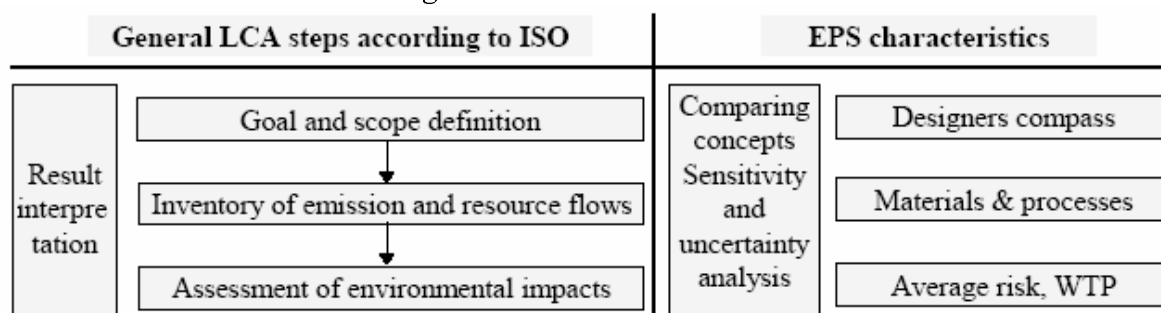 General LCA steps according to ISO
EPS characteristics
Result
interpre
tation
Goal and scope definition
Inventory of emission and resource flows
Assessment of environmental impacts
Comparing
concepts
Sensitivity
and
uncertainty
analysis
Designers compass
Materials & processes
Average risk, WTP